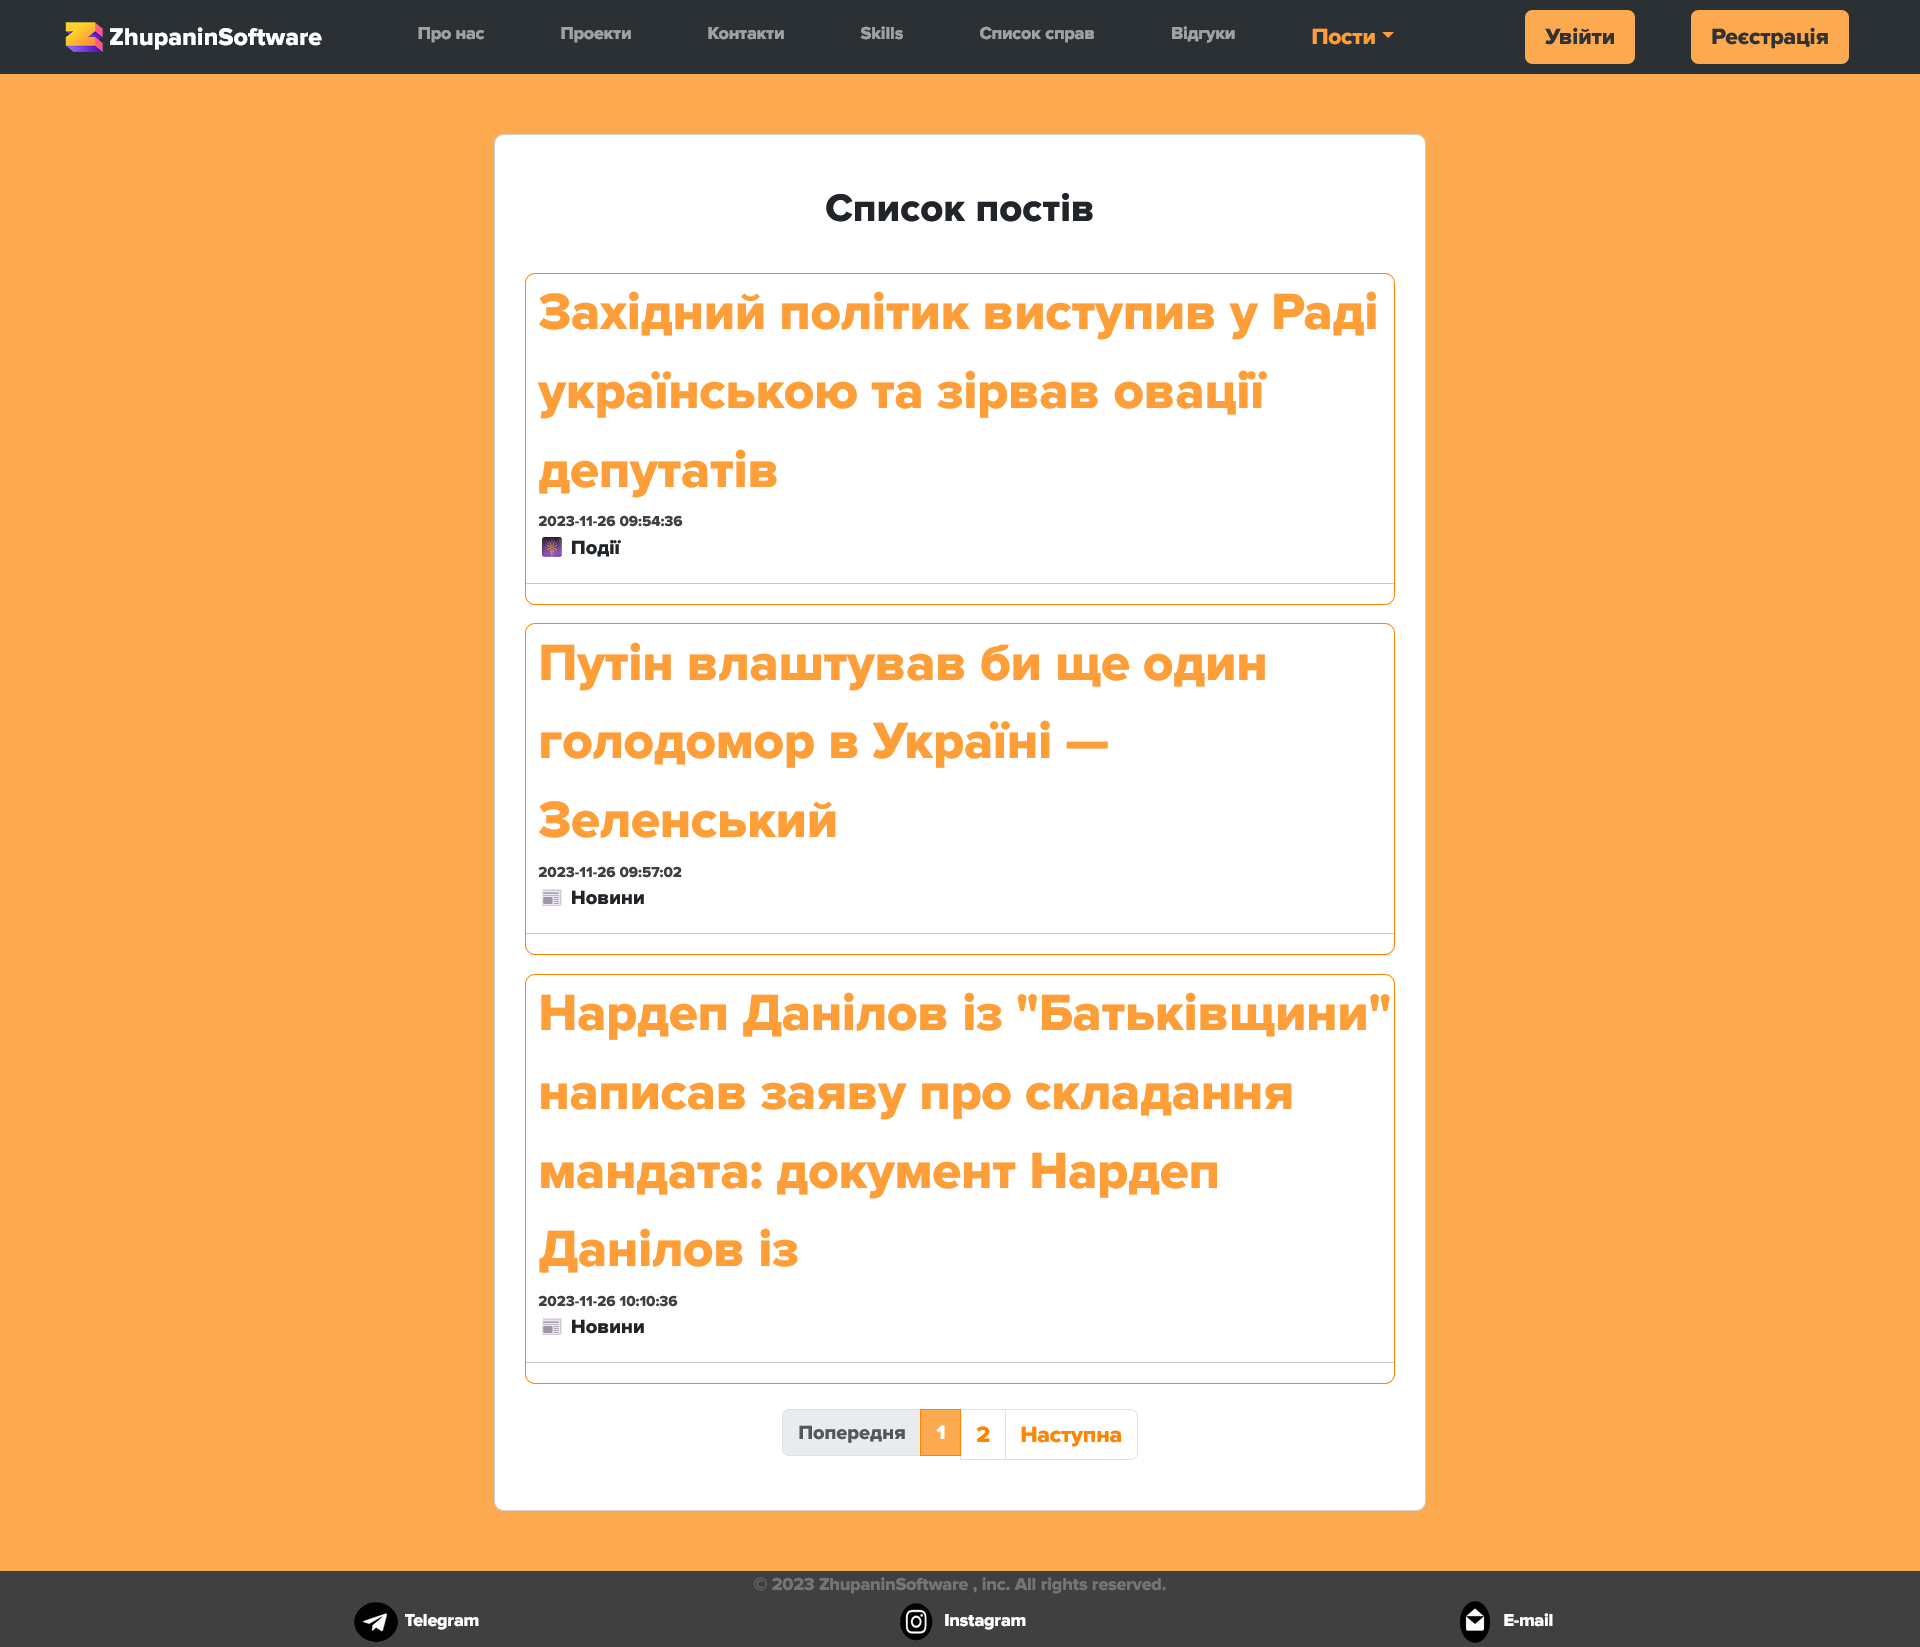 ZhupaninSoftware
Про нас
Проекти
Контакти
Skills
Список справ
Відгуки
Пости
Увійти
Реєстрація
Список постів
Західний політик виступив у Раді
українською та зірвав овації
депутатів
2023-11-26 09:54:36
Події
Путін влаштував би ще один
голодомор в Україні —
Зеленський
2023-11-26 09:57:02
Новини
Нардеп Данілов із "Батьківщини"
написав заяву про складання
мандата: документ Нардеп
Данілов із
2023-11-26 10:10:36
Новини
Попередня
1
2
Наступна
© 2023 ZhupaninSoftware , inc. All rights reserved.
Telegram
Instagram
E-mail